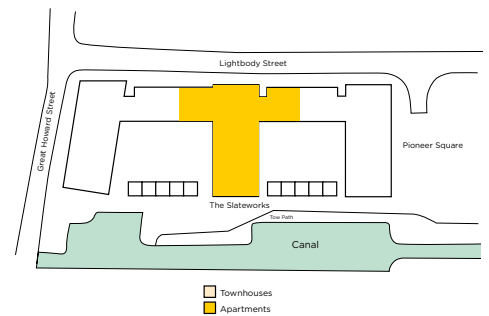 Lightbody Street
Great Howard Street
Pioneer Square
The Slateworks
Tow Path
Canal
Townhouses
Apartments